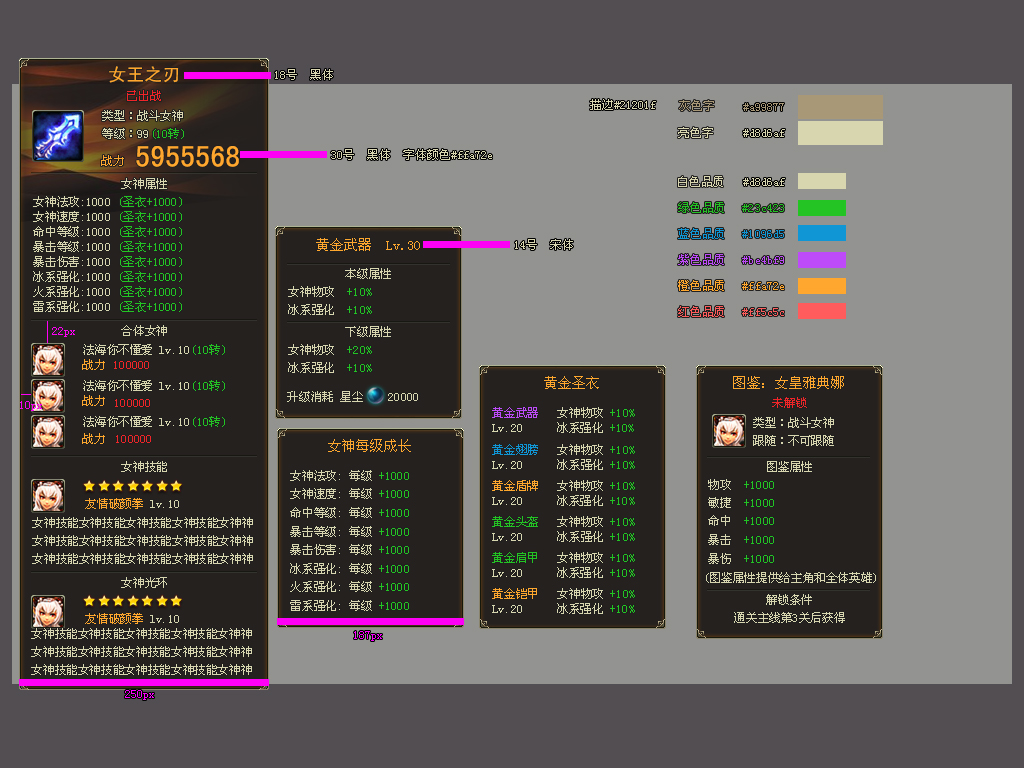 女王之刃
18号 黑体
已出战
类型：战斗女神
等级：99(10转)
战力 5955568
30号 黑体 字体颜色#ffa72e
女神属性
女神法攻:1000 (圣衣+1000)
女神速度:1000 (圣衣+1000)
命中等级:1000 (圣衣+1000)
暴击等级:1000 (圣衣+1000)
暴击伤害:1000 (圣衣+1000)
冰系强化:1000 (圣衣+1000)
火系强化:1000 (圣衣+1000)
雷系强化:1000 (圣衣+1000)
22px
合体女神
法海你不懂爱 lv.10(10转)
战力 100000
法海你不懂爱 lv.10(10转)
战力 100000
10px
法海你不懂爱 lv.10(10转)
战力 100000
女神技能
友情破颜拳 lv.10
女神技能女神技能女神技能女神技能女神神
女神技能女神技能女神技能女神技能女神神
女神技能女神技能女神技能女神技能女神神
女神光环
友情破颜拳 lv.10
女神技能女神技能女神技能女神技能女神神
女神技能女神技能女神技能女神技能女神神
女神技能女神技能女神技能女神技能女神神
250px
黄金武器 Lv.30
14号 宋体
本级属性
女神物攻 +10%
冰系强化 +10%
下级属性
女神物攻 +20%
冰系强化 +10%
升级消耗 星尘 20000
女神每级成长
女神法攻: 每级 +1000
女神速度: 每级 +1000
命中等级: 每级 +1000
暴击等级: 每级 +1000
暴击伤害: 每级 +1000
冰系强化: 每级 +1000
火系强化: 每级 +1000
雷系强化: 每级 +1000
187px
描边#21201f
灰色字 #a99877
亮色字 #d8d6af
白色品质 #d8d6af
绿色品质 #23c423
蓝色品质 #1096d5
紫色品质 #be4bf9
橙色品质 #ffa72e
红色品质 #ff5c5c
黄金圣衣
黄金武器 女神物攻 +10%
Lv.20 冰系强化 +10%
黄金翅膀 女神物攻 +10%
Lv.20 冰系强化 +10%
黄金盾牌 女神物攻 +10%
Lv.20 冰系强化 +10%
黄金头盔 女神物攻 +10%
Lv.20 冰系强化 +10%
黄金肩甲 女神物攻 +10%
Lv.20 冰系强化 +10%
黄金铠甲 女神物攻 +10%
Lv.20 冰系强化 +10%
图鉴：女皇雅典娜
未解锁
类型：战斗女神
跟随：不可跟随
图鉴属性
物攻 +1000
敏捷 +1000
命中 +1000
暴击 +1000
暴伤 +1000
(图鉴属性提供给主角和全体英雄)
解锁条件
通关主线第3关后获得